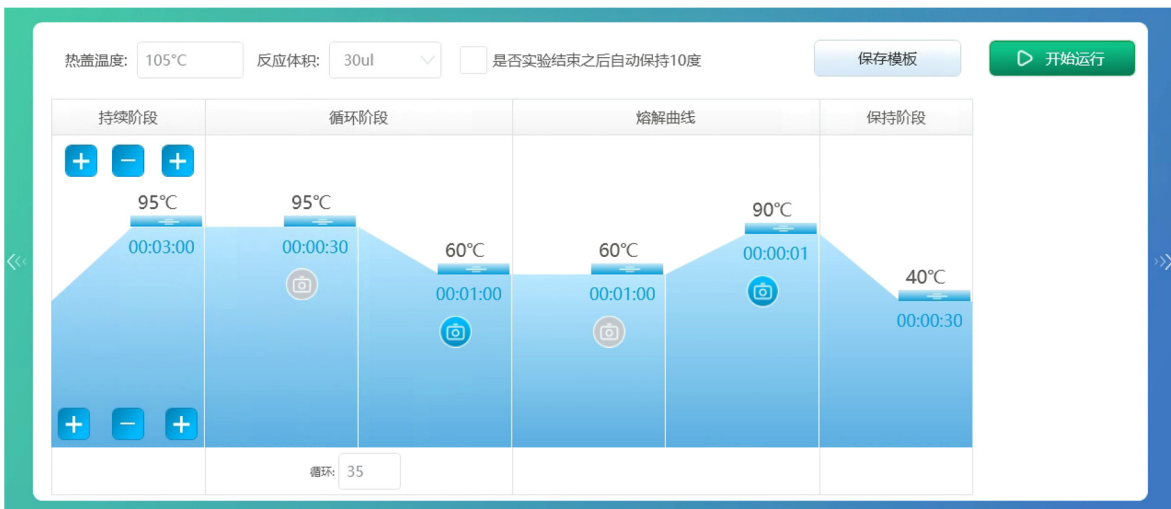 热盖温度: 105°C 反应体积: 30ul 是否实验结束之后自动保持10度 保存模板 开始运行
持续阶段 循环阶段 熔解曲线 保持阶段
95℃ 95℃ 60℃ 60℃ 90℃ 40℃
00:03:00 00:00:30 00:01:00 00:01:00 00:00:01 00:00:30
循环: 35